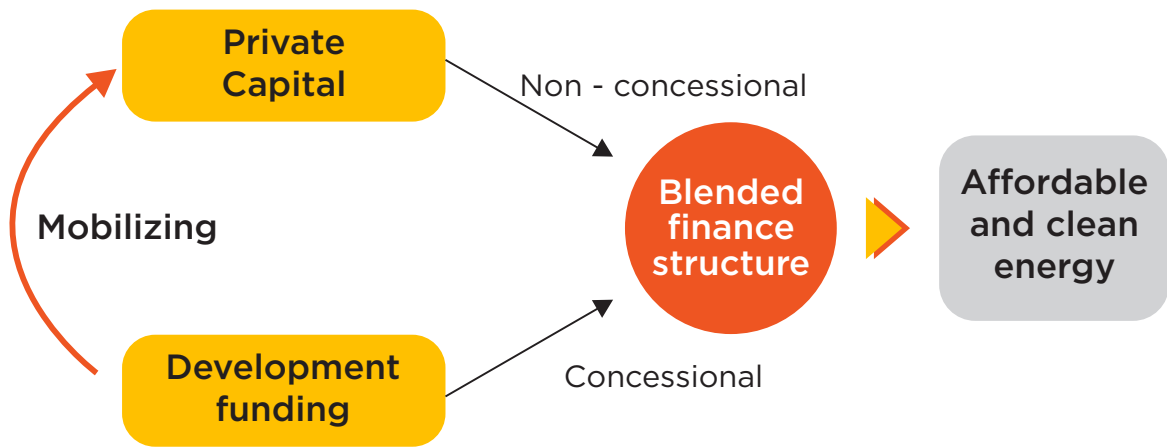 Private
Capital
Non - concessional
Mobilizing
Blended
finance
structure
Affordable
and clean
energy
Development
funding
Concessional